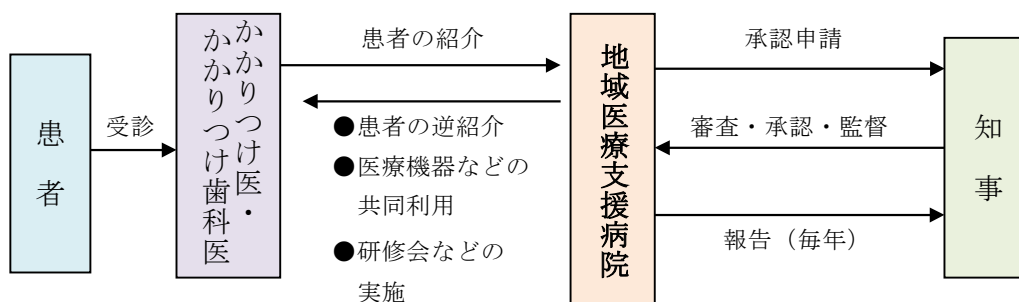 患者
受診
かかりつけ医・
かかりつけ歯科医
患者の紹介
●患者の逆紹介
●医療機器などの
共同利用
●研修会などの
実施
地域医療支援病院
承認申請
審査・承認・監督
報告（毎年）
知事